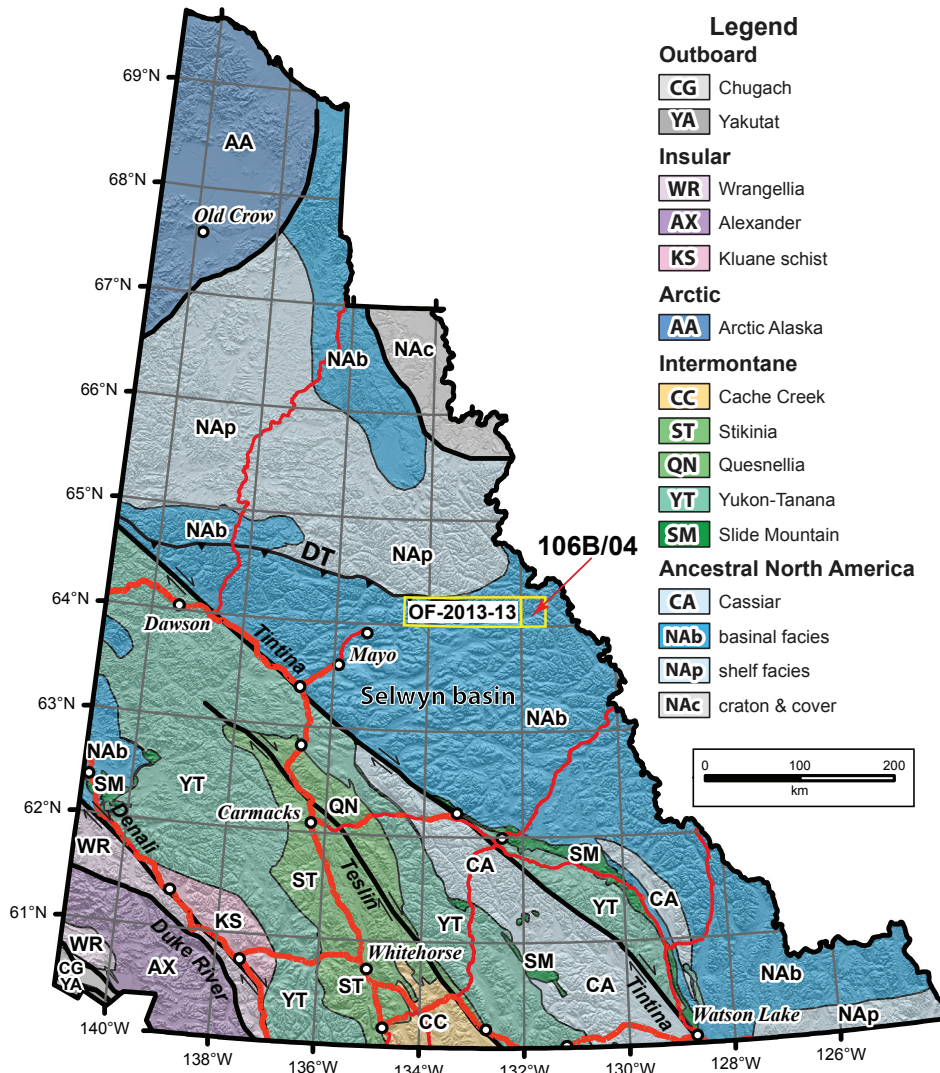 Legend
Outboard
CG Chugach
YA Yakutat
Insular
WR Wrangellia
AX Alexander
KS Kluane schist
Arctic
AA Arctic Alaska
Intermontane
CC Cache Creek
ST Stikinia
QN Quesnellia
YT Yukon-Tanana
SM Slide Mountain
Ancestral North America
CA Cassiar
NAb basinal facies
NAp shelf facies
NAc craton & cover
0 100 200
km
69°N
68°N
67°N
66°N
65°N
64°N
63°N
62°N
61°N
140°W
138°W
136°W
134°W
132°W
130°W
128°W
126°W
AA
Old Crow
NAb
NAc
NAp
NAb
DT
NAp
106B/04
OF-2013-13
Dawson
Tintina
Mayo
Selwyn basin
NAb
NAb
SM
YT
Denali
Carmacks
QN
WR
ST
Teslin
CA
SM
CA
YT
YT
KS
Duke River
WR
AX
CG
YA
Whitehorse
YT
ST
CC
SM
CA
Tintina
Watson Lake
NAb
NAp